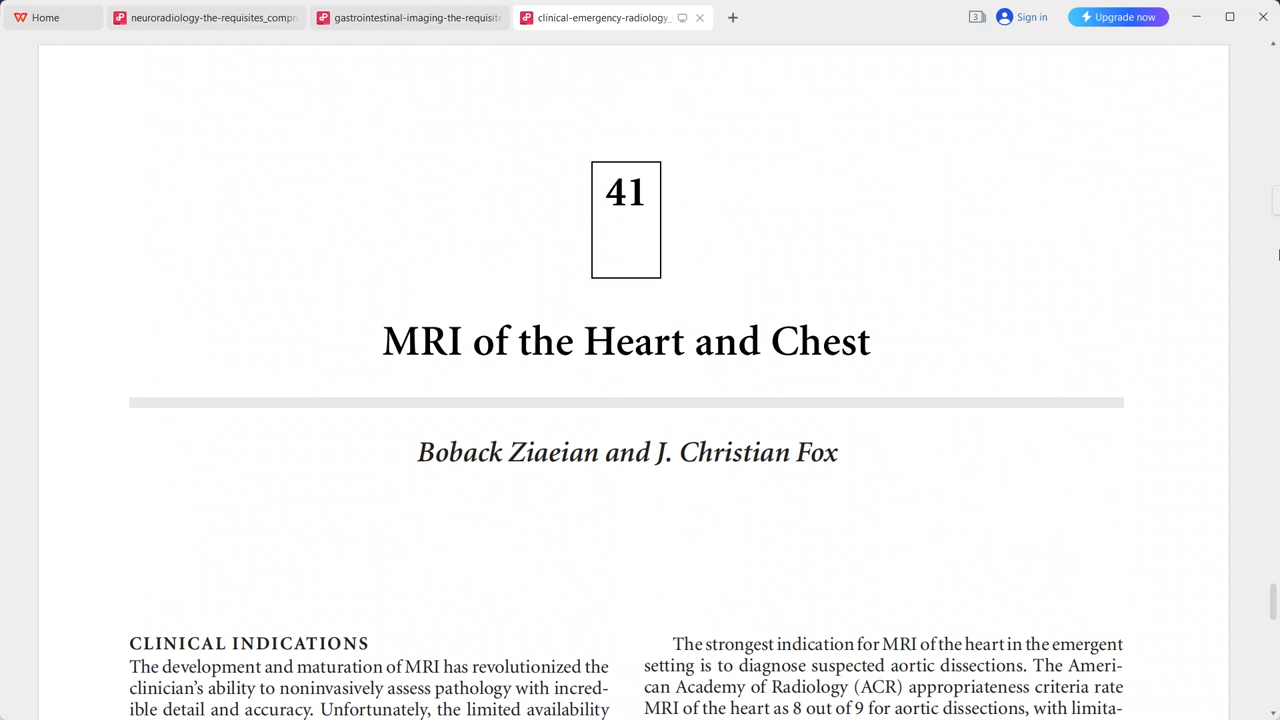 Home
neuroradiology-the-requisites_compr
gastrointestinal-imaging-the-requisite
clinical-emergency-radiology_
3
Sign in
Upgrade now
41
MRI of the Heart and Chest
Boback Ziaeian and J. Christian Fox
CLINICAL INDICATIONS
The development and maturation of MRI has revolutionized the
clinician’s ability to noninvasively assess pathology with incred-
ible detail and accuracy. Unfortunately, the limited availability
The strongest indication for MRI of the heart in the emergent
setting is to diagnose suspected aortic dissections. The Ameri-
can Academy of Radiology (ACR) appropriateness criteria rate
MRI of the heart as 8 out of 9 for aortic dissections, with limita-